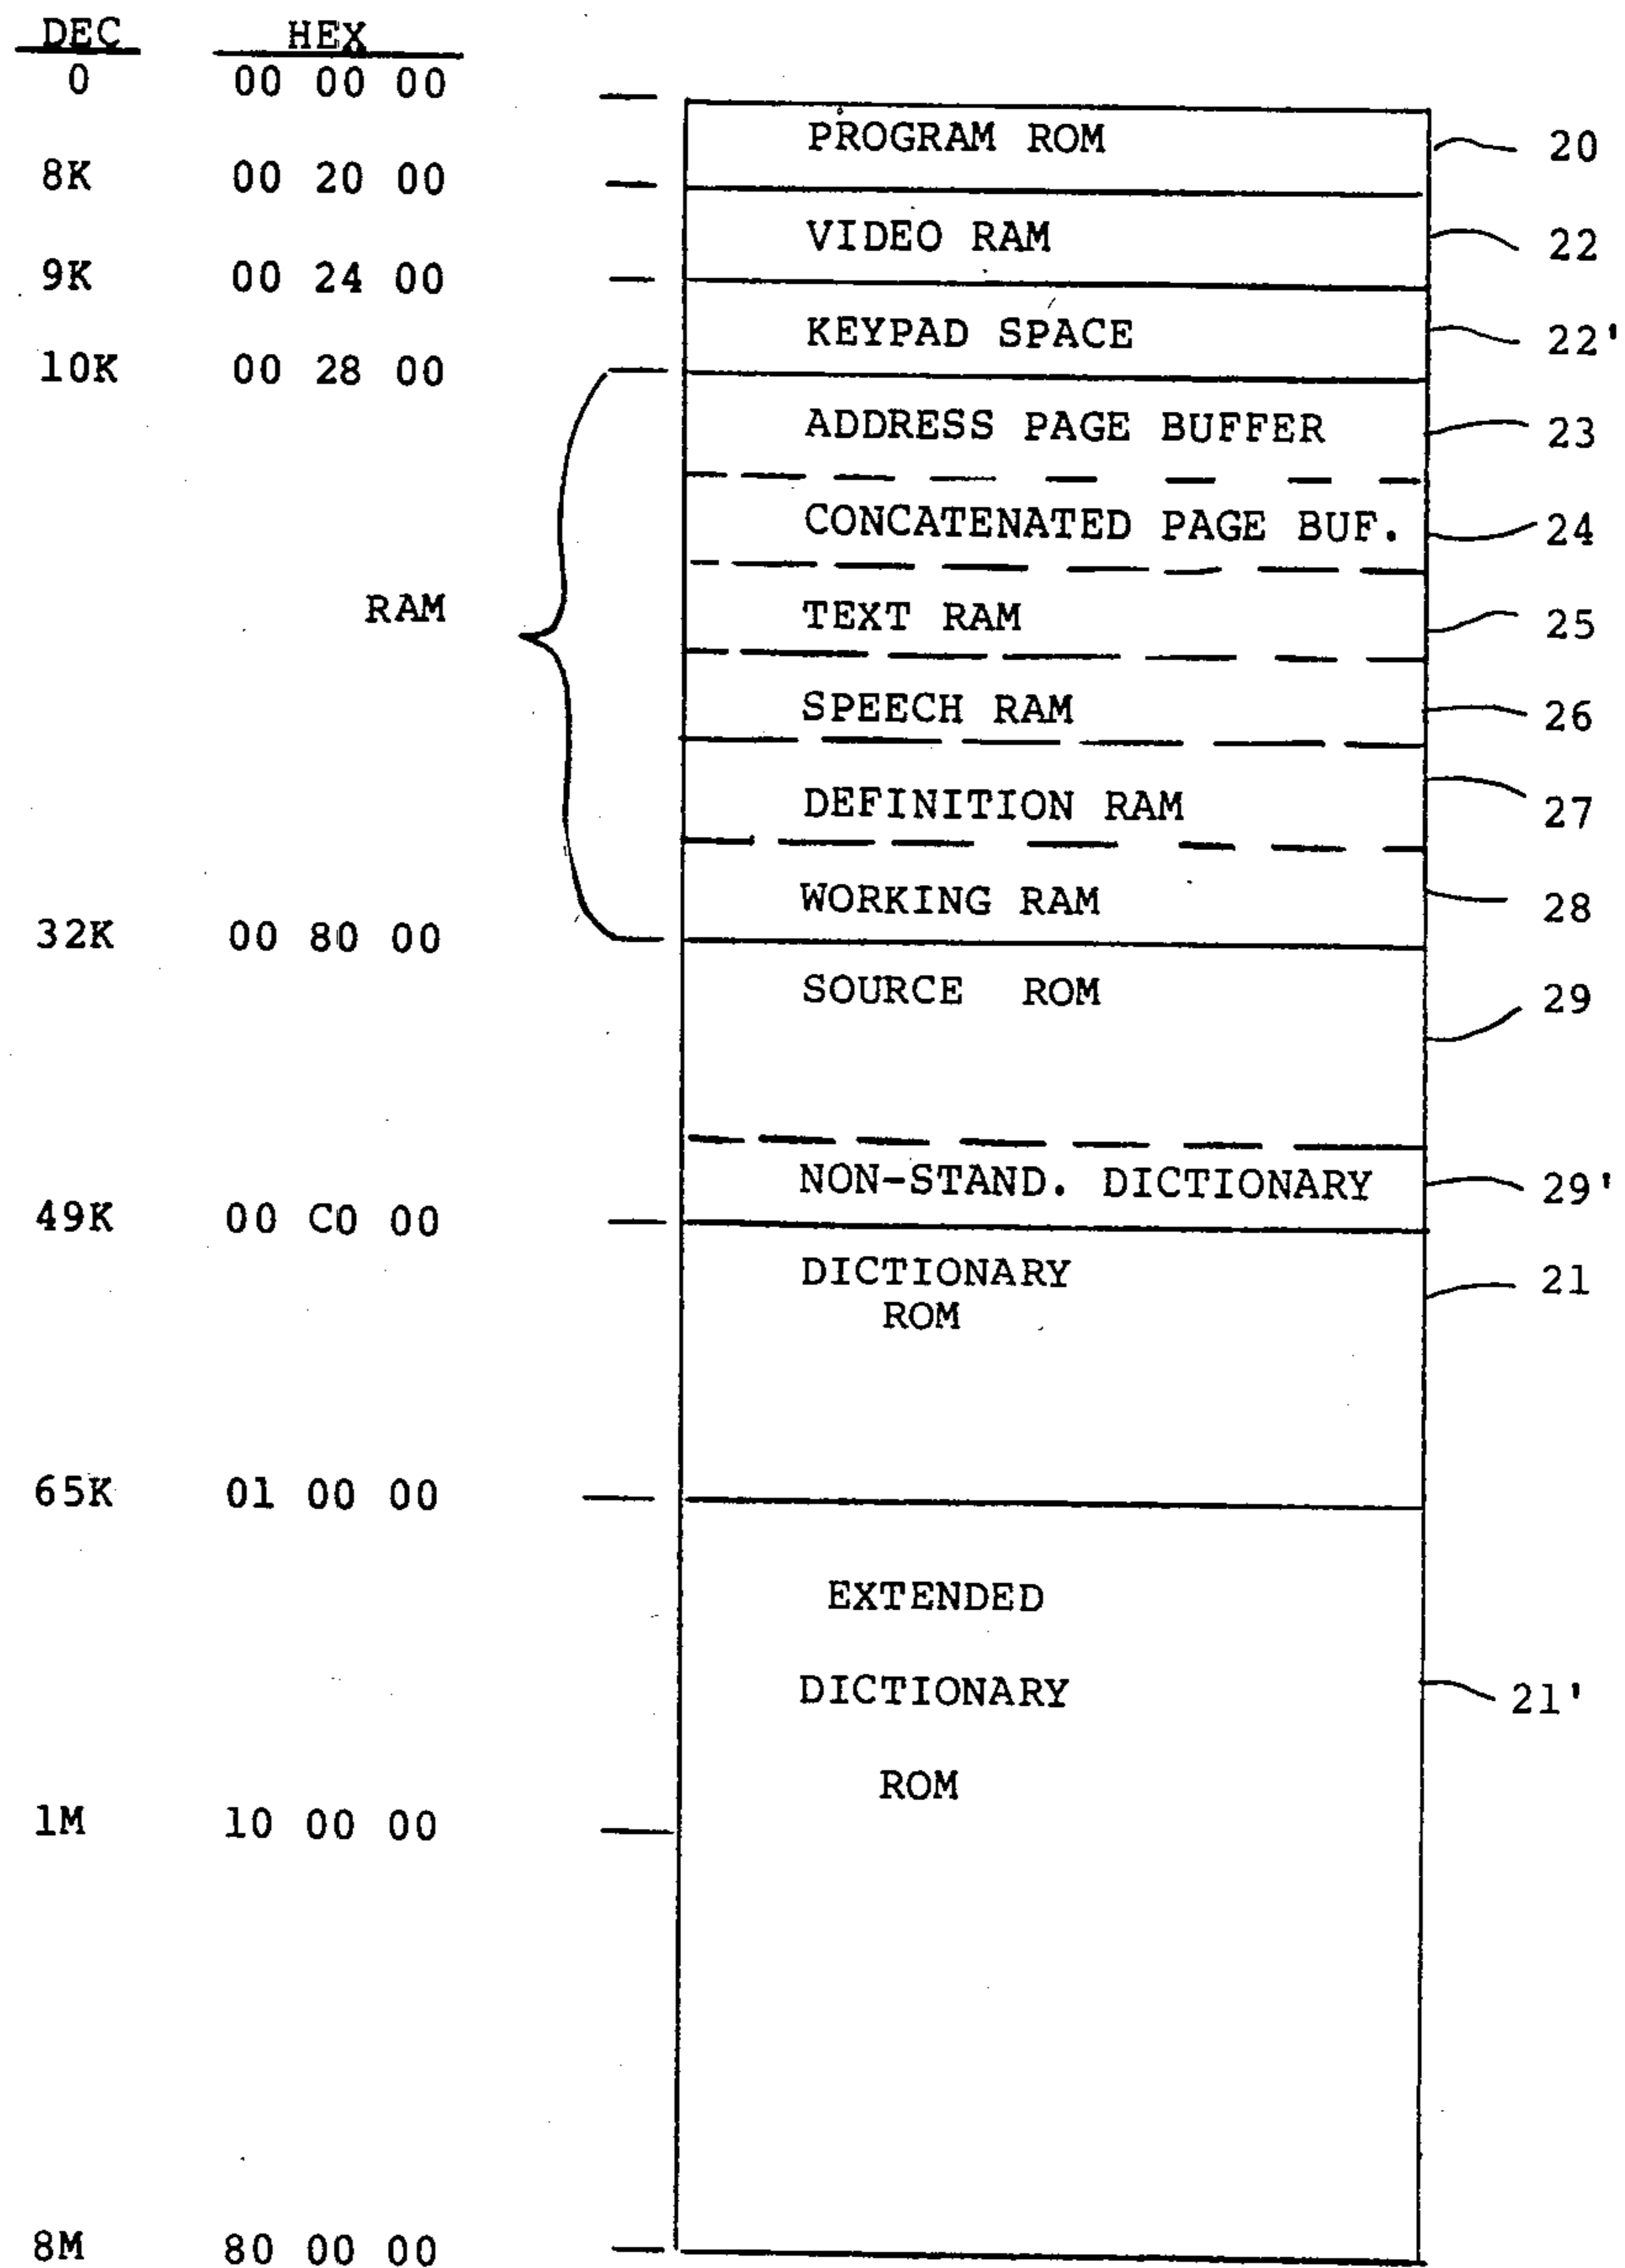 DEC HEX
0 00 00 00
PROGRAM ROM 20
8K 00 20 00
VIDEO RAM 22
9K 00 24 00
KEYPAD SPACE 22'
10K 00 28 00
ADDRESS PAGE BUFFER 23
CONCATENATED PAGE BUF. 24
RAM TEXT RAM 25
SPEECH RAM 26
DEFINITION RAM 27
WORKING RAM 28
32K 00 80 00
SOURCE ROM 29
NON-STAND. DICTIONARY 29'
49K 00 C0 00
DICTIONARY 21
ROM
65K 01 00 00
EXTENDED
DICTIONARY 21'
ROM
1M 10 00 00
8M 80 00 00